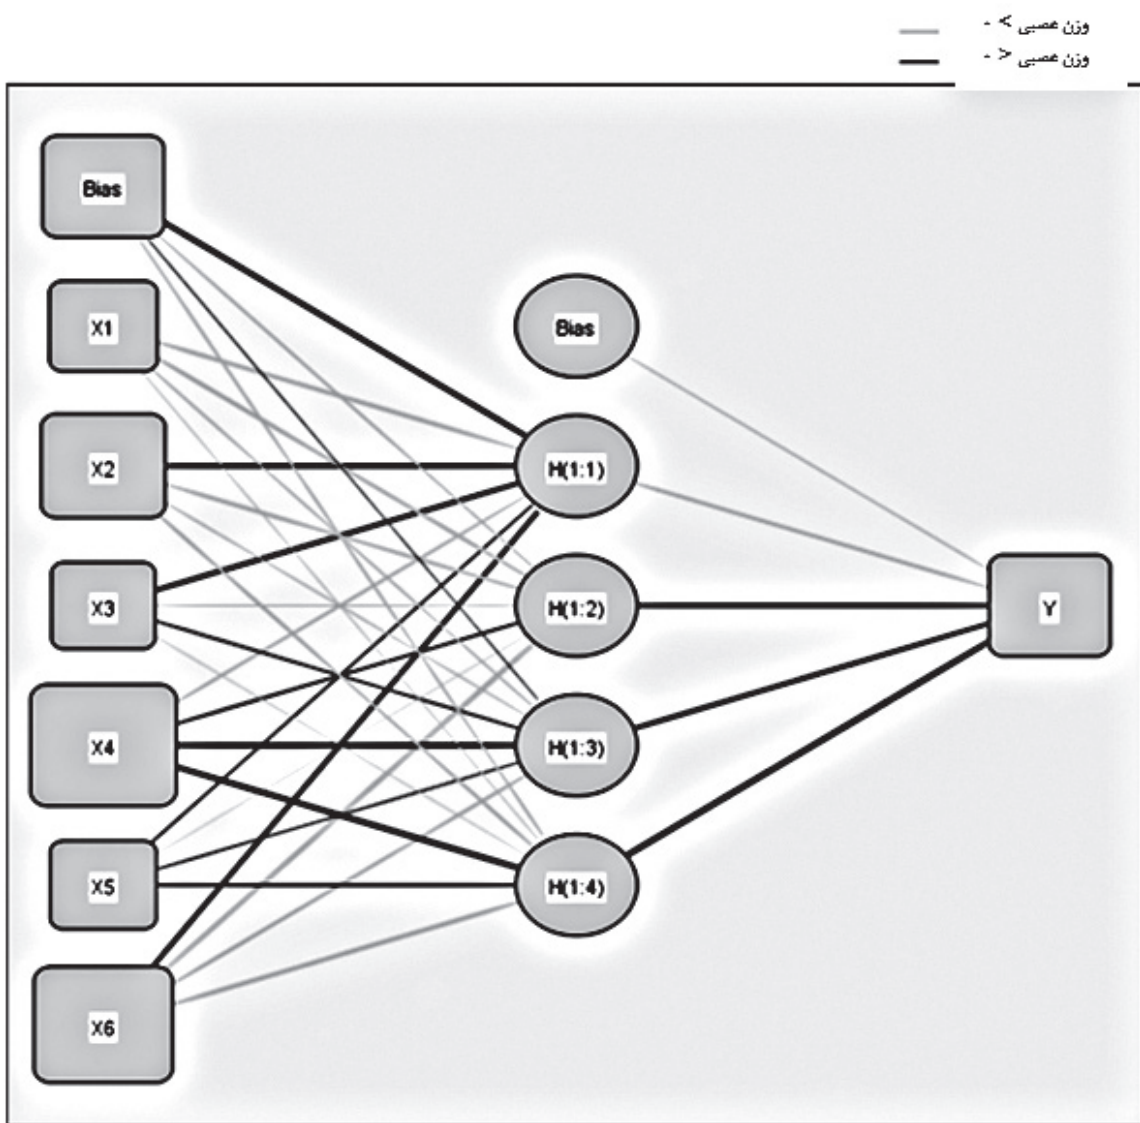 وزن عصبی > ۰
وزن عصبی < ۰
Bias
X1
X2
X3
X4
X5
X6
Bias
H(1:1)
H(1:2)
H(1:3)
H(1:4)
Y